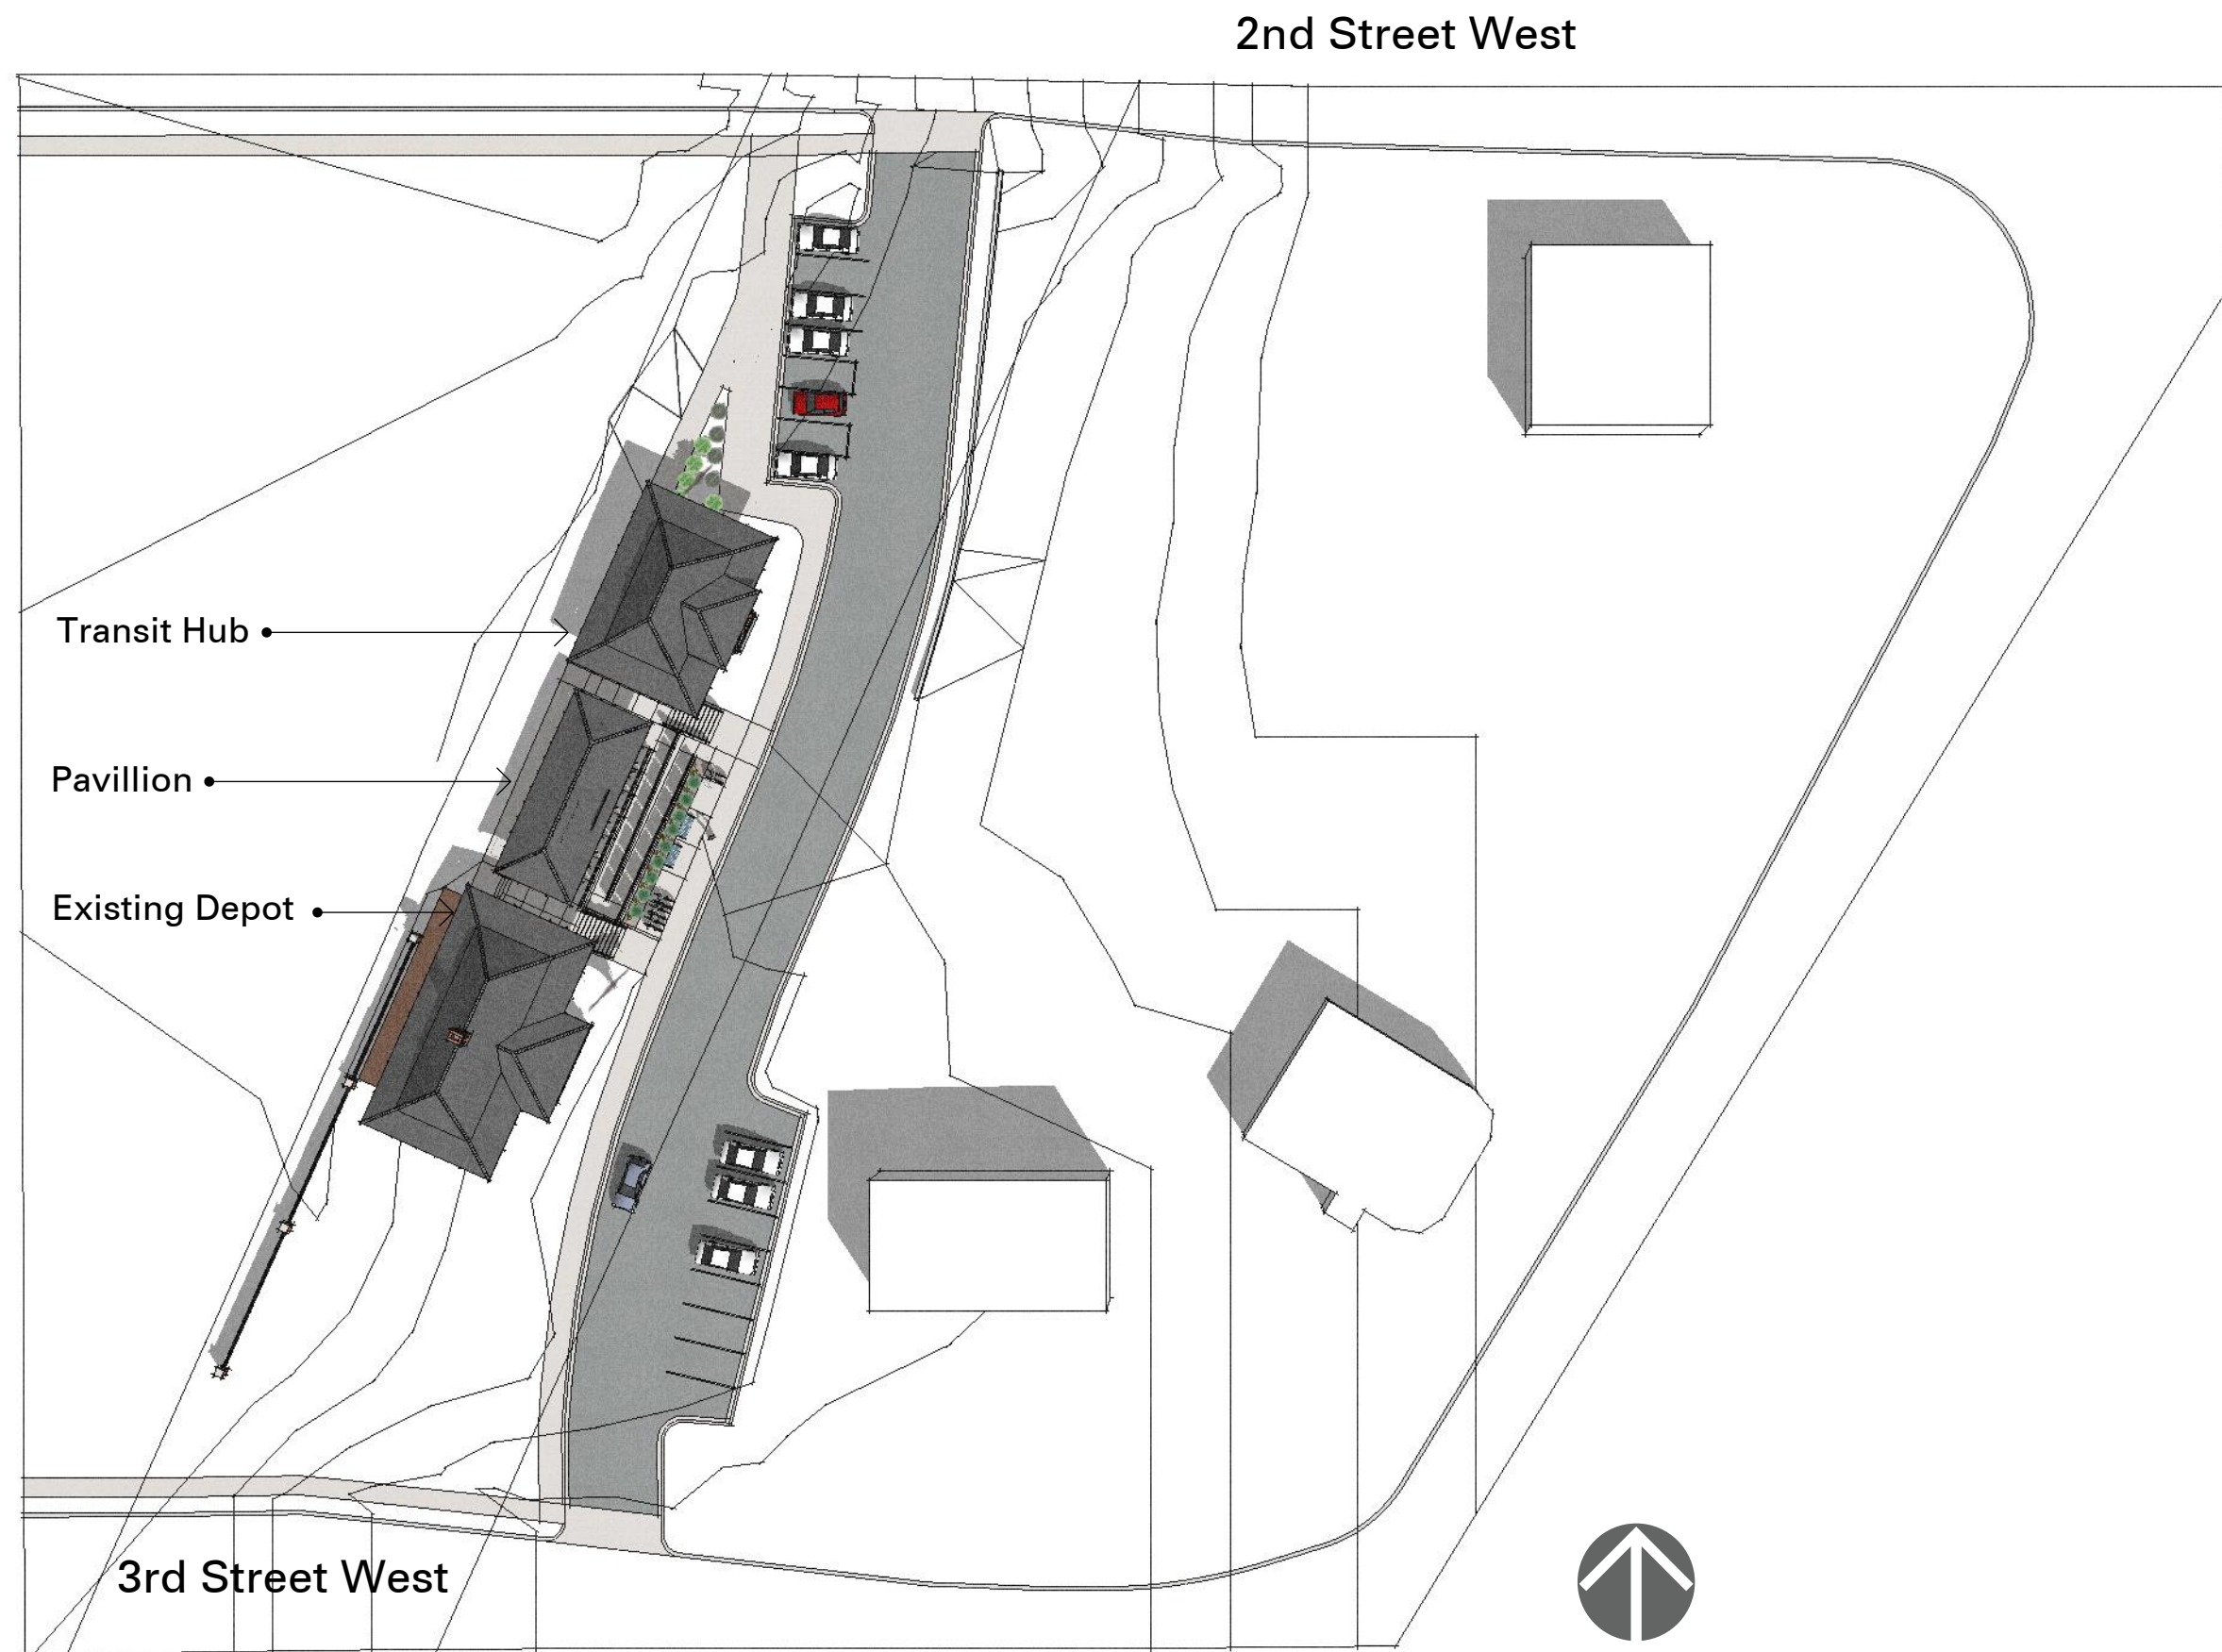 2nd Street West
Transit Hub
Pavillion
Existing Depot
3rd Street West